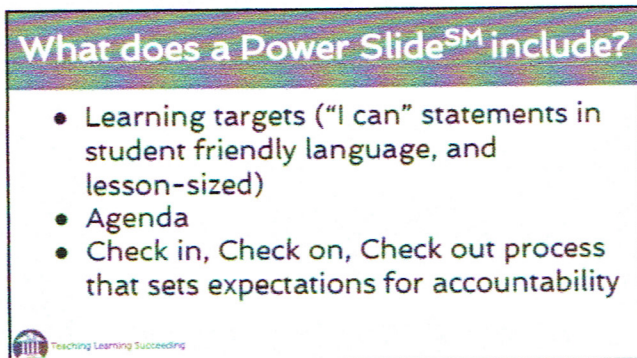 What does a Power Slide℠ include?
● Learning targets (“I can” statements in
student friendly language, and
lesson-sized)
● Agenda
● Check in, Check on, Check out process
that sets expectations for accountability
Teaching Learning Succeeding